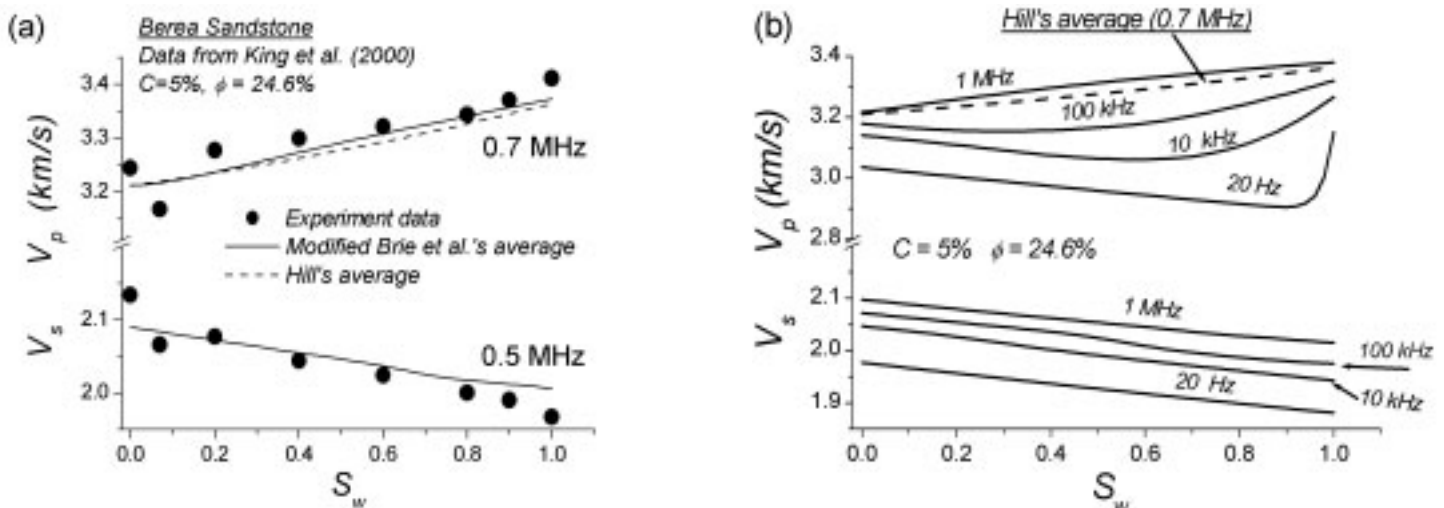 (a)
Berea Sandstone
Data from King et al. (2000)
C=5%, ϕ = 24.6%
3.4
3.3
3.2
2.1
2.0
V_p (km/s)
V_s
0.7 MHz
Experiment data
Modified Brie et al.'s average
Hill's average
0.5 MHz
0.0 0.2 0.4 0.6 0.8 1.0
S_w
(b)
Hill's average (0.7 MHz)
3.4
3.2
3.0
2.8
2.1
2.0
1.9
V_p (km/s)
V_s
1 MHz
100 kHz
10 kHz
20 Hz
C = 5% ϕ = 24.6%
1 MHz
100 kHz
20 Hz
10 kHz
0.0 0.2 0.4 0.6 0.8 1.0
S_w